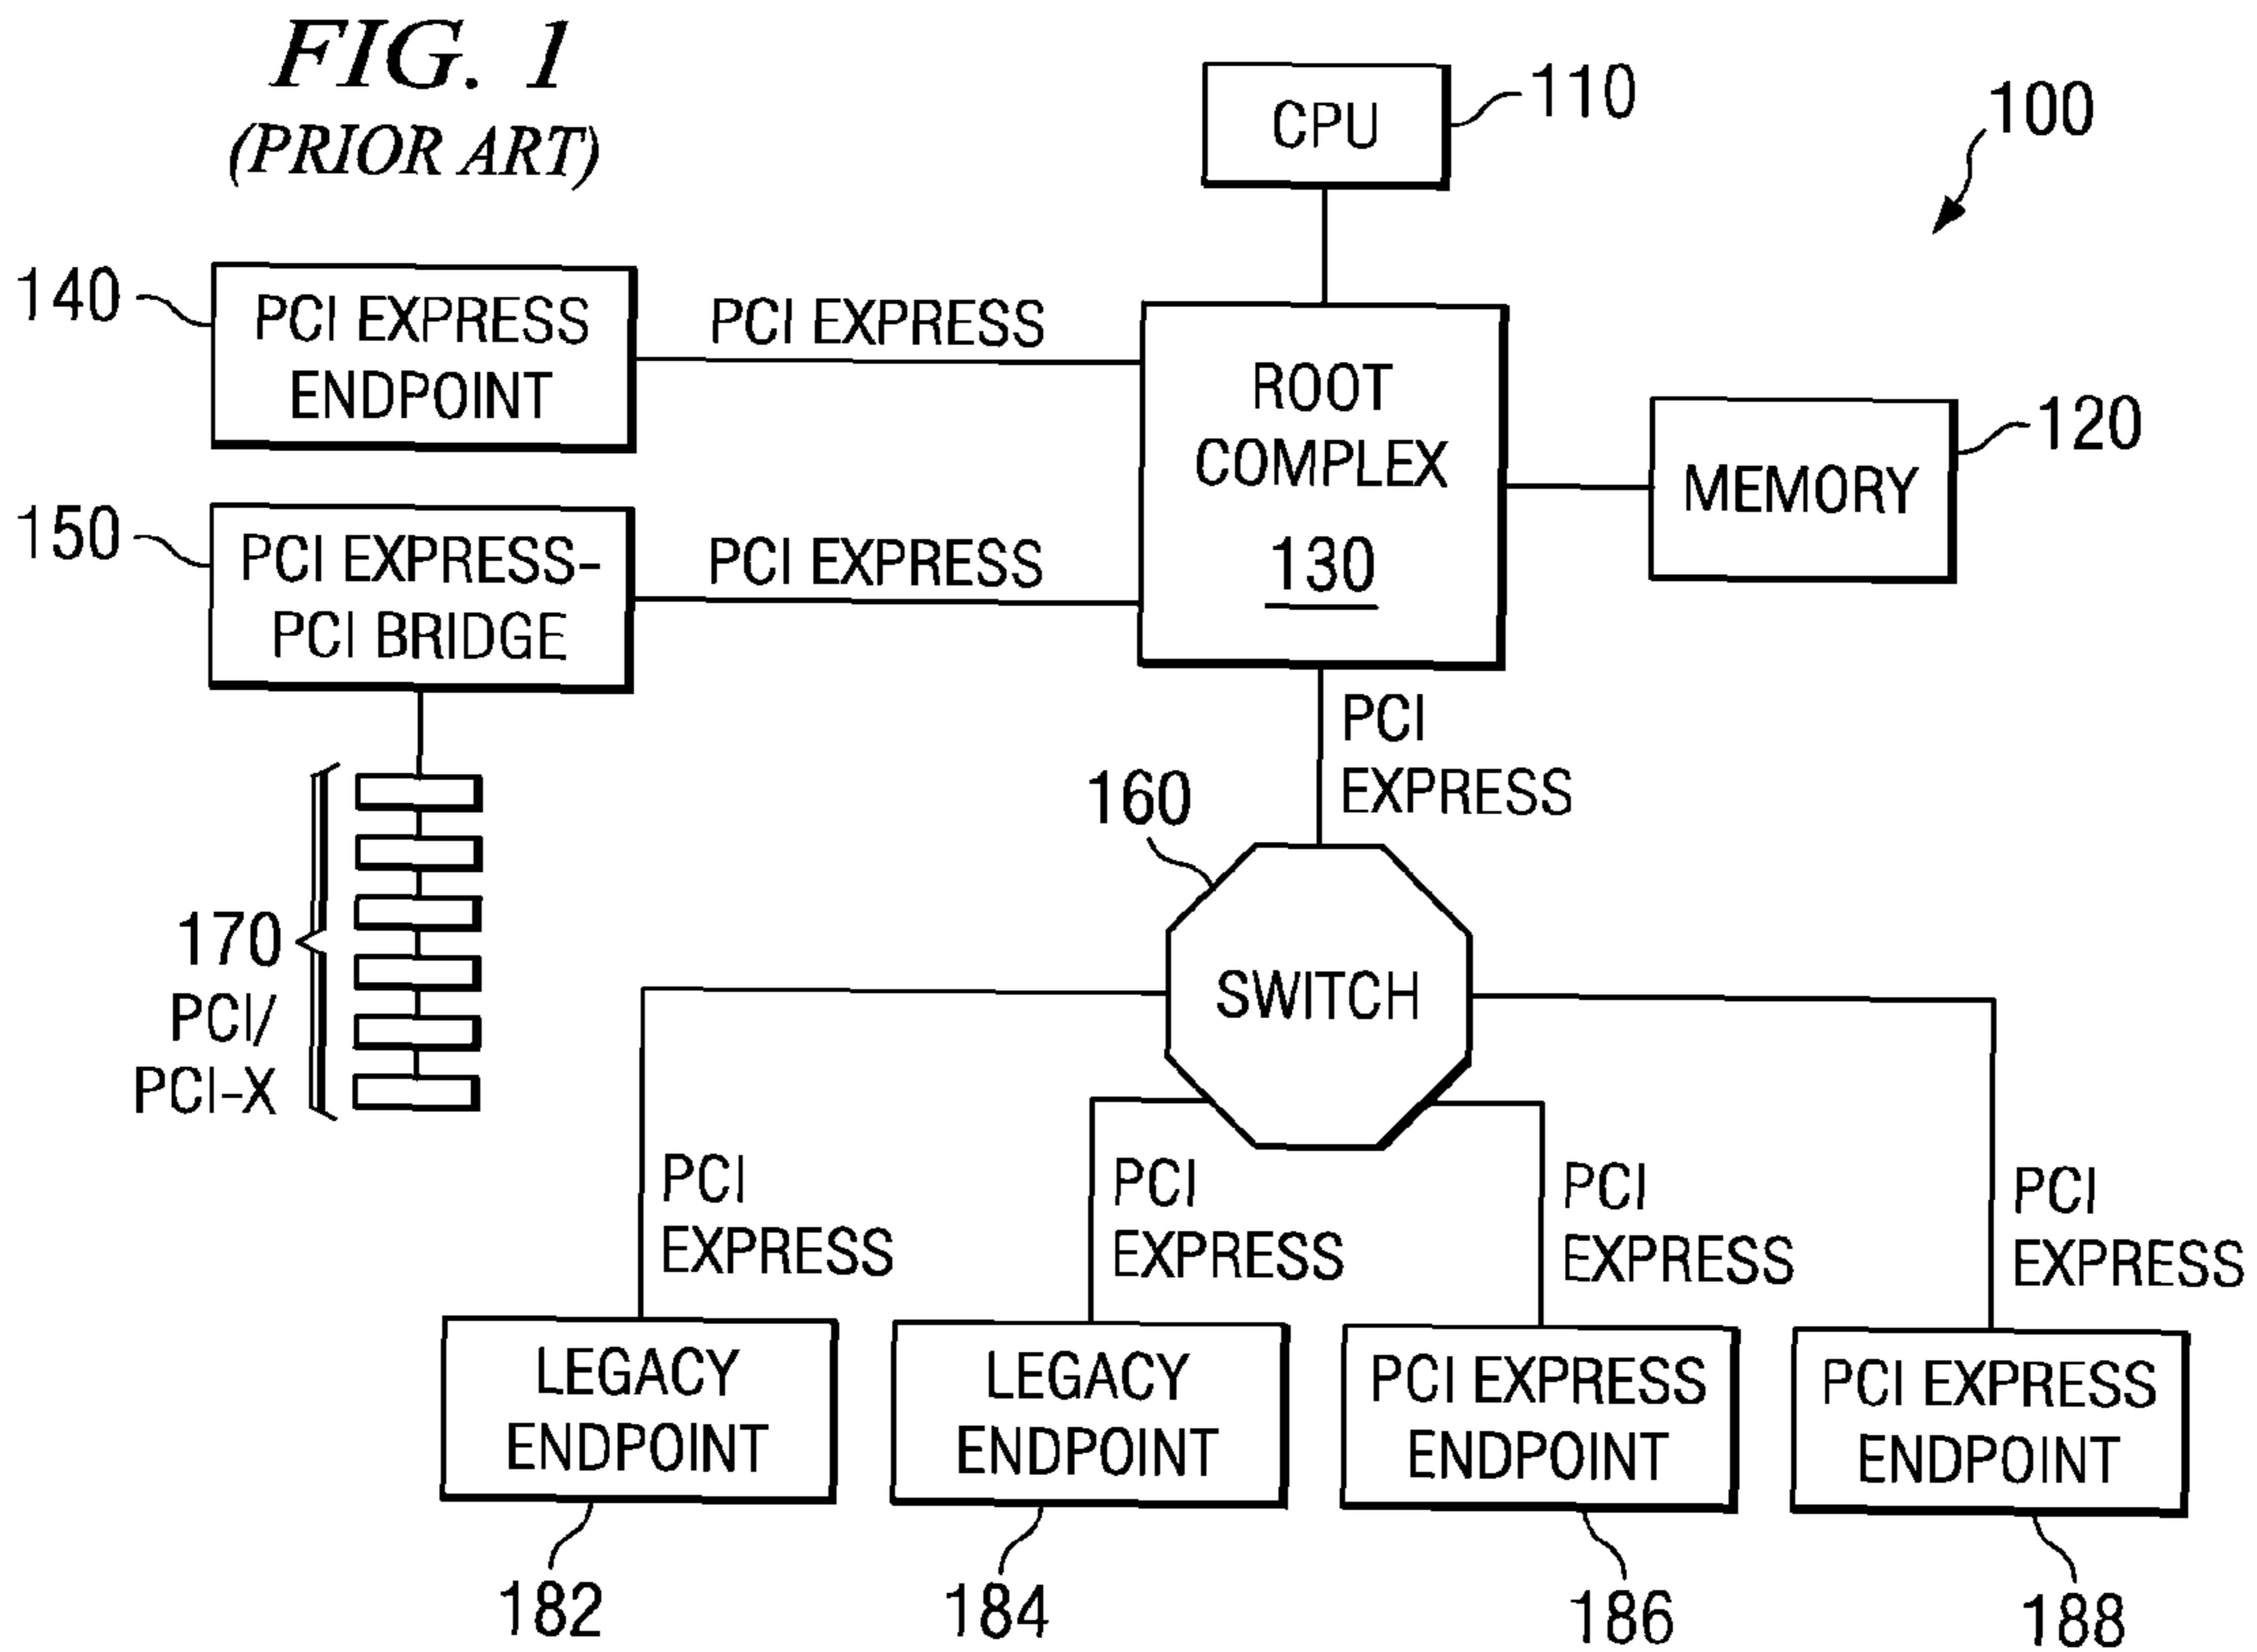 FIG. 1
(PRIOR ART)
CPU
110
100
140
PCI EXPRESS
ENDPOINT
PCI EXPRESS
ROOT
COMPLEX
130
MEMORY
120
150
PCI EXPRESS-
PCI BRIDGE
PCI EXPRESS
PCI
EXPRESS
160
SWITCH
170
PCI/
PCI-X
PCI
EXPRESS
PCI
EXPRESS
PCI
EXPRESS
PCI
EXPRESS
LEGACY
ENDPOINT
LEGACY
ENDPOINT
PCI EXPRESS
ENDPOINT
PCI EXPRESS
ENDPOINT
182
184
186
188